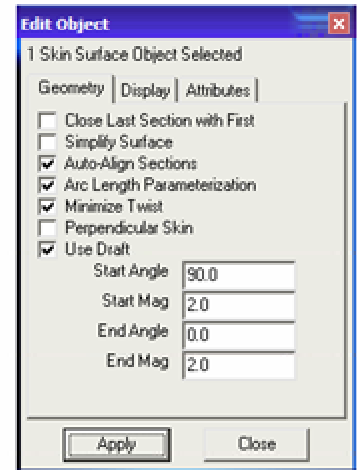 Edit Object
1 Skin Surface Object Selected
Geometry Display Attributes
Close Last Section with First
Simplify Surface
Auto-Align Sections
Arc Length Parameterization
Minimize Twist
Perpendicular Skin
Use Draft
Start Angle 90.0
Start Mag 2.0
End Angle 0.0
End Mag 2.0
Apply Close